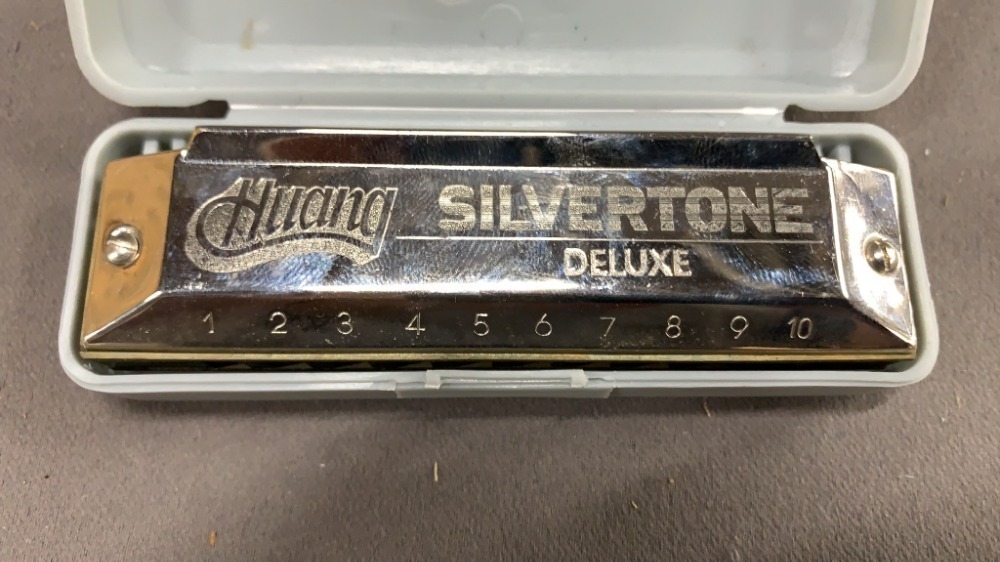 Huang SILVERTONE
DELUXE
1 2 3 4 5 6 7 8 9 10